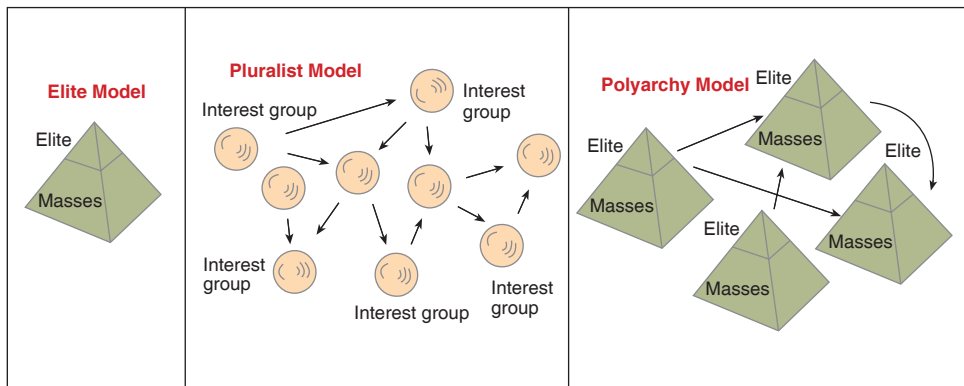 Elite Model
Elite
Masses
Pluralist Model
Interest group
Interest
group
Interest
group
Interest group
Interest
group
Polyarchy Model
Elite
Masses
Elite
Masses
Elite
Masses
Elite
Masses